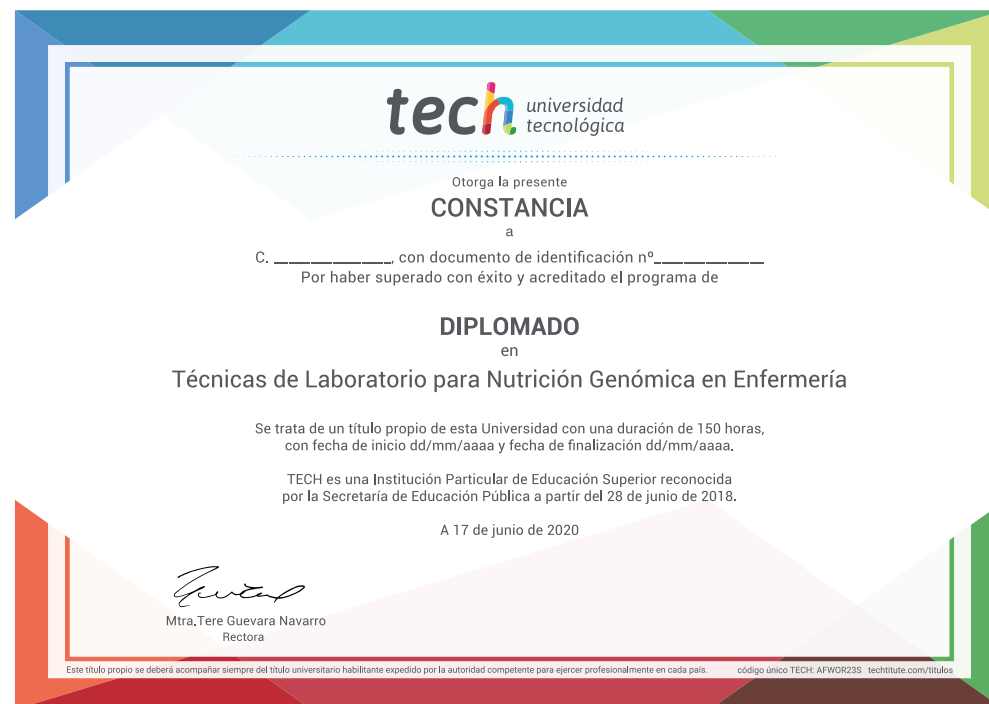 tech universidad
tecnológica
Otorga la presente
CONSTANCIA
a
C. ________________, con documento de identificación nº_______________
Por haber superado con éxito y acreditado el programa de
DIPLOMADO
en
Técnicas de Laboratorio para Nutrición Genómica en Enfermería
Se trata de un título propio de esta Universidad con una duración de 150 horas,
con fecha de inicio dd/mm/aaaa y fecha de finalización dd/mm/aaaa.
TECH es una Institución Particular de Educación Superior reconocida
por la Secretaría de Educación Pública a partir del 28 de junio de 2018.
A 17 de junio de 2020
Mtra.Tere Guevara Navarro
Rectora
Este título propio se deberá acompañar siempre del título universitario habilitante expedido por la autoridad competente para ejercer profesionalmente en cada país. código único TECH: AFWOR23S techtitute.com/titulos